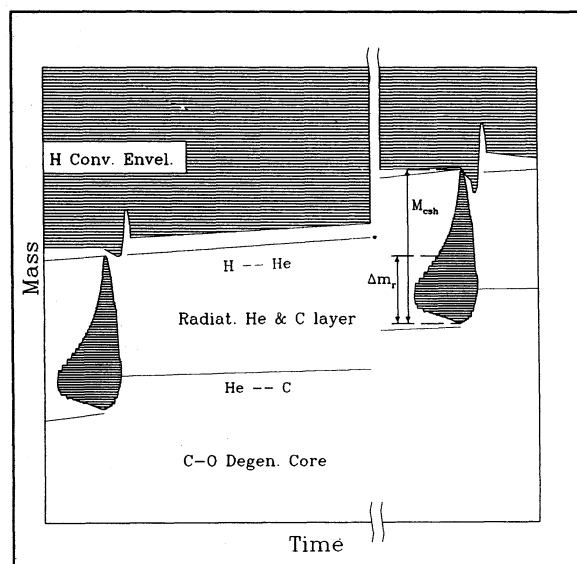 H Conv. Envel.
M_csh
H -- He
Δm_r
Radiat. He & C layer
He -- C
C-O Degen. Core
Mass
Time